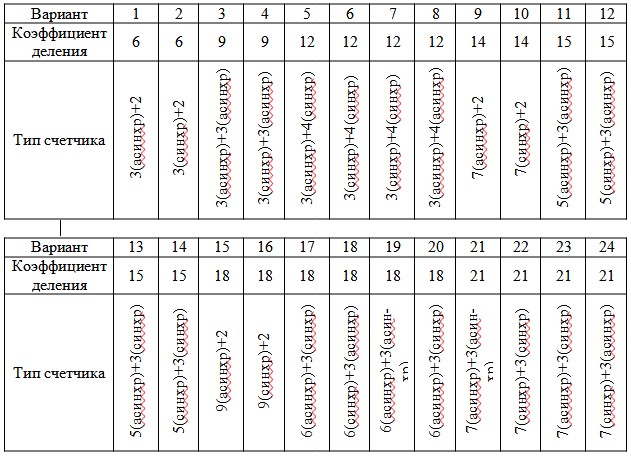 Вариант 1 2 3 4 5 6 7 8 9 10 11 12
Коэффициент
деления 6 6 9 9 12 12 12 12 14 14 15 15
Тип счетчика
3(асинхр)+2
3(синхр)+2
3(асинхр)+3(асинхр)
3(синхр)+3(асинхр)
3(асинхр)+4(синхр)
3(синхр)+4(синхр)
3(синхр)+4(синхр)
3(асинхр)+4(асинхр)
7(асинхр)+2
7(синхр)+2
5(асинхр)+3(асинхр)
5(синхр)+3(асинхр)
Вариант 13 14 15 16 17 18 19 20 21 22 23 24
Коэффициент
деления 15 15 18 18 18 18 18 18 21 21 21 21
Тип счетчика
5(асинхр)+3(синхр)
5(синхр)+3(синхр)
9(асинхр)+2
9(синхр)+2
6(асинхр)+3(синхр)
6(синхр)+3(асинхр)
6(асинхр)+3(асин-
хр)
6(асинхр)+3(синхр)
7(асинхр)+3(асин-
хр)
7(синхр)+3(синхр)
7(асинхр)+3(синхр)
7(синхр)+3(асинхр)